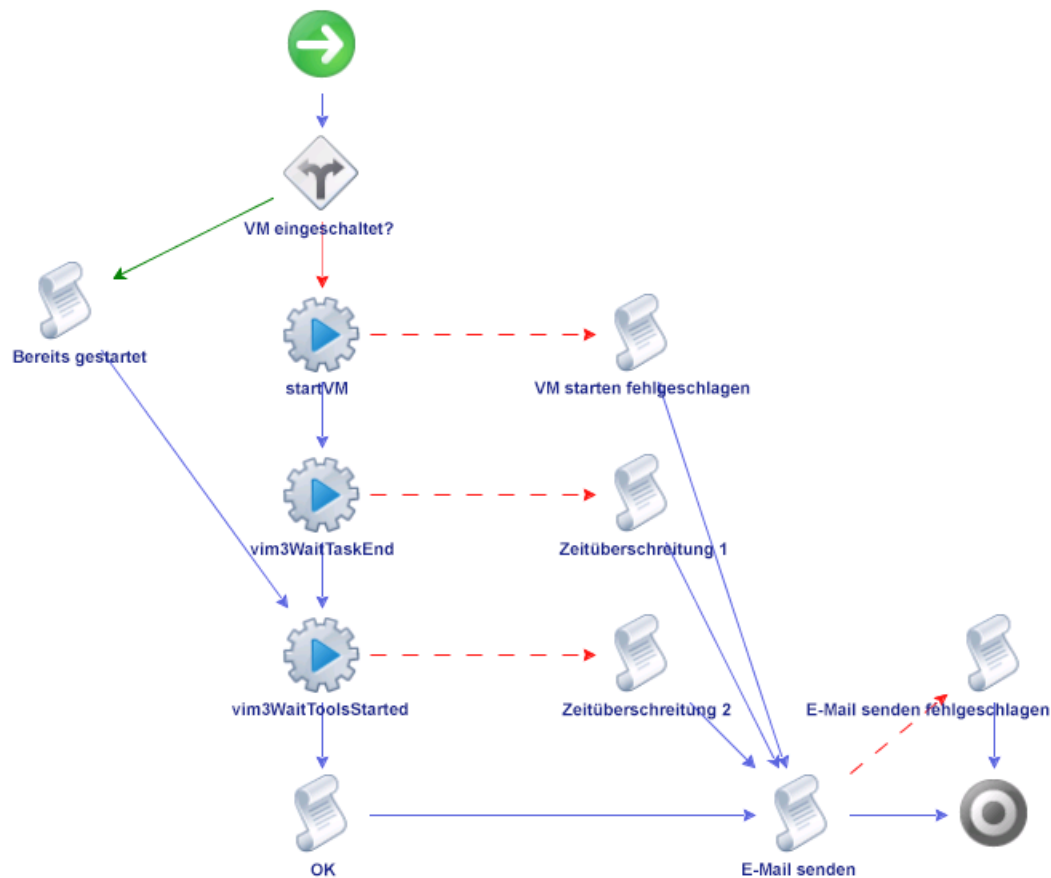 VM eingeschaltet?
Bereits gestartet
startVM
VM starten fehlgeschlagen
vim3WaitTaskEnd
Zeitüberschreitung 1
vim3WaitToolsStarted
Zeitüberschreitung 2
E-Mail senden fehlgeschlagen
OK
E-Mail senden